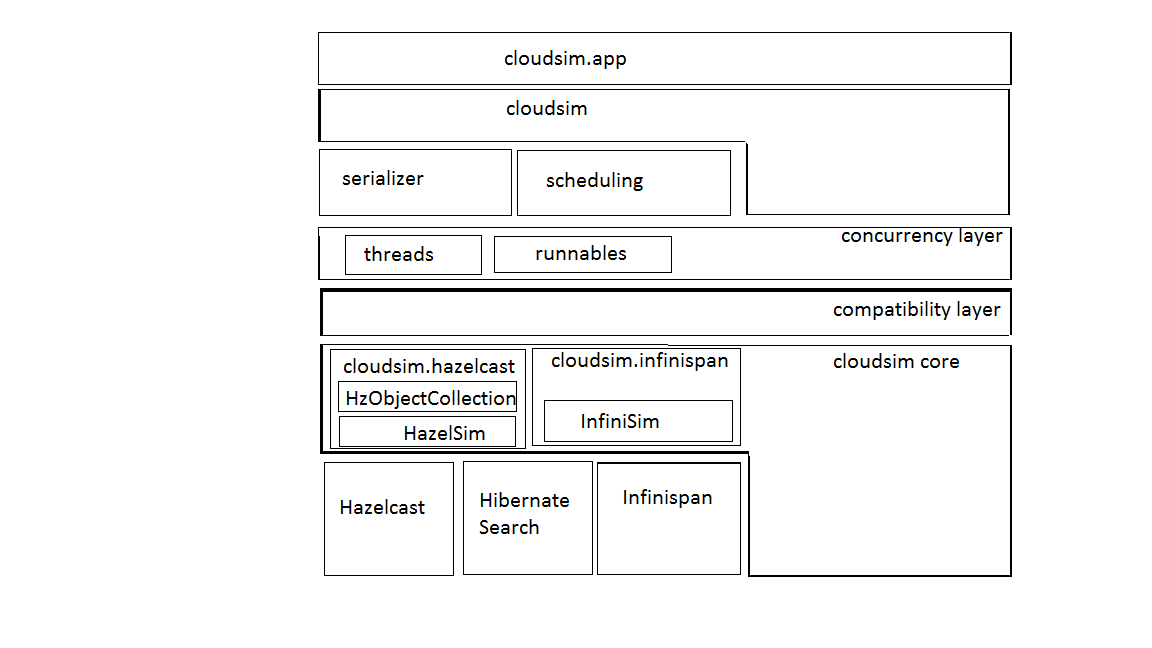 cloudsim.app
cloudsim
serializer
scheduling
concurrency layer
threads
runnables
compatibility layer
cloudsim.hazelcast
cloudsim.infinispan
cloudsim core
HzObjectCollection
HazelSim
InfiniSim
Hazelcast
Hibernate
Search
Infinispan